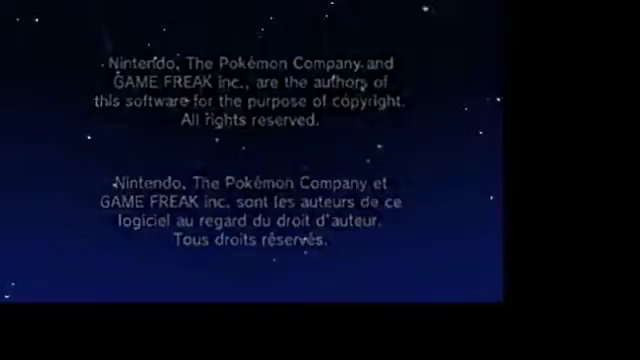 Nintendo, The Pokémon Company and
GAME FREAK inc., are the authors of
this software for the purpose of copyright.
All rights reserved.
Nintendo, The Pokémon Company et
GAME FREAK inc. sont les auteurs de ce
logiciel au regard du droit d'auteur.
Tous droits réservés.